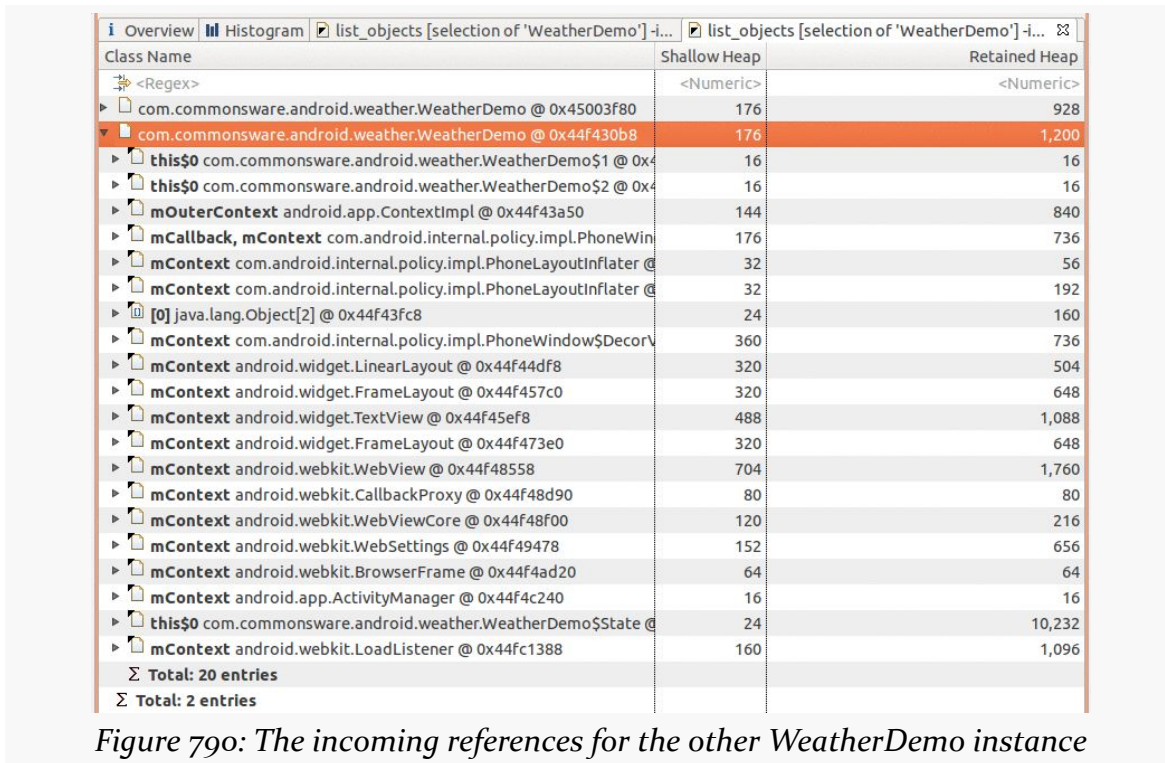 i Overview Histogram list_objects [selection of 'WeatherDemo'] -i... list_objects [selection of 'WeatherDemo'] -i...
Class Name Shallow Heap Retained Heap
<Regex> <Numeric> <Numeric>
com.commonsware.android.weather.WeatherDemo @ 0x45003f80 176 928
com.commonsware.android.weather.WeatherDemo @ 0x44f430b8 176 1,200
this$0 com.commonsware.android.weather.WeatherDemo$1 @ 0x4 16 16
this$0 com.commonsware.android.weather.WeatherDemo$2 @ 0x4 16 16
mOuterContext android.app.ContextImpl @ 0x44f43a50 144 840
mCallback, mContext com.android.internal.policy.impl.PhoneWin 176 736
mContext com.android.internal.policy.impl.PhoneLayoutInflater @ 32 56
mContext com.android.internal.policy.impl.PhoneLayoutInflater @ 32 192
[0] java.lang.Object[2] @ 0x44f43fc8 24 160
mContext com.android.internal.policy.impl.PhoneWindow$DecorV 360 736
mContext android.widget.LinearLayout @ 0x44f44df8 320 504
mContext android.widget.FrameLayout @ 0x44f457c0 320 648
mContext android.widget.TextView @ 0x44f45ef8 488 1,088
mContext android.widget.FrameLayout @ 0x44f473e0 320 648
mContext android.webkit.WebView @ 0x44f48558 704 1,760
mContext android.webkit.CallbackProxy @ 0x44f48d90 80 80
mContext android.webkit.WebViewCore @ 0x44f48f00 120 216
mContext android.webkit.WebSettings @ 0x44f49478 152 656
mContext android.webkit.BrowserFrame @ 0x44f4ad20 64 64
mContext android.app.ActivityManager @ 0x44f4c240 16 16
this$0 com.commonsware.android.weather.WeatherDemo$State @ 24 10,232
mContext android.webkit.LoadListener @ 0x44fc1388 160 1,096
Σ Total: 20 entries
Σ Total: 2 entries
Figure 790: The incoming references for the other WeatherDemo instance